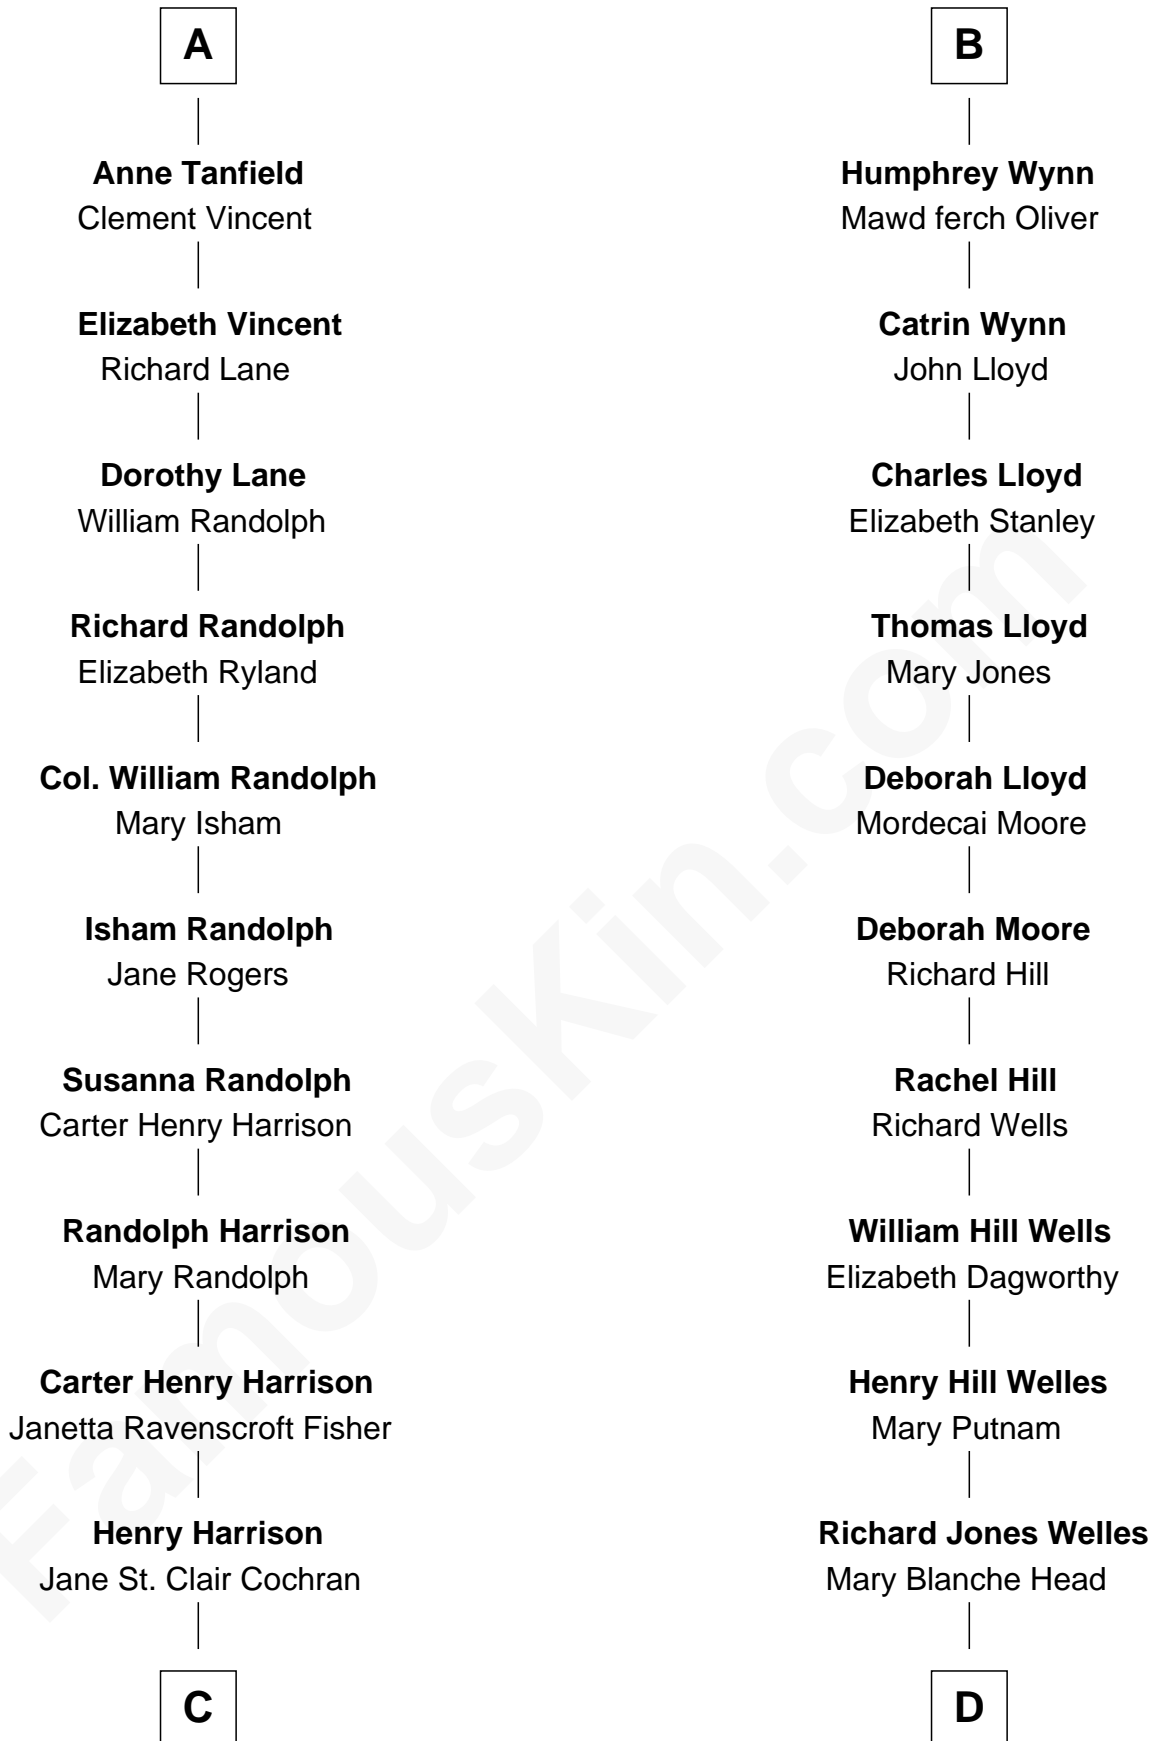 A
Anne Tanfield
Clement Vincent
Elizabeth Vincent
Richard Lane
Dorothy Lane
William Randolph
Richard Randolph
Elizabeth Ryland
Col. William Randolph
Mary Isham
Isham Randolph
Jane Rogers
Susanna Randolph
Carter Henry Harrison
Randolph Harrison
Mary Randolph
Carter Henry Harrison
Janetta Ravenscroft Fisher
Henry Harrison
Jane St. Clair Cochran
C
B
Humphrey Wynn
Mawd ferch Oliver
Catrin Wynn
John Lloyd
Charles Lloyd
Elizabeth Stanley
Thomas Lloyd
Mary Jones
Deborah Lloyd
Mordecai Moore
Deborah Moore
Richard Hill
Rachel Hill
Richard Wells
William Hill Wells
Elizabeth Dagworthy
Henry Hill Welles
Mary Putnam
Richard Jones Welles
Mary Blanche Head
D
FamousKin.com